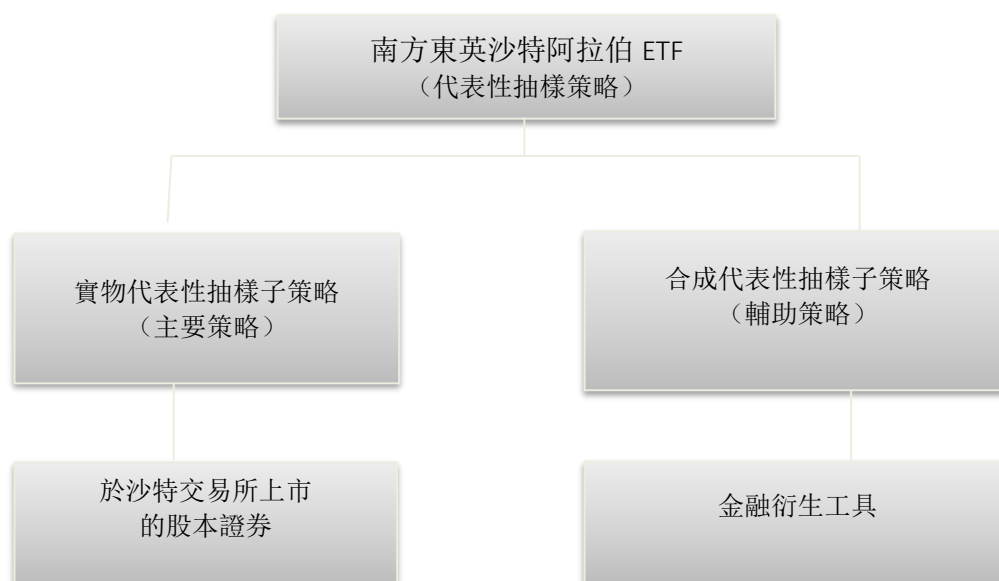 南方東英沙特阿拉伯 ETF
（代表性抽樣策略）
實物代表性抽樣子策略
（主要策略）
合成代表性抽樣子策略
（輔助策略）
於沙特交易所上市
的股本證券
金融衍生工具